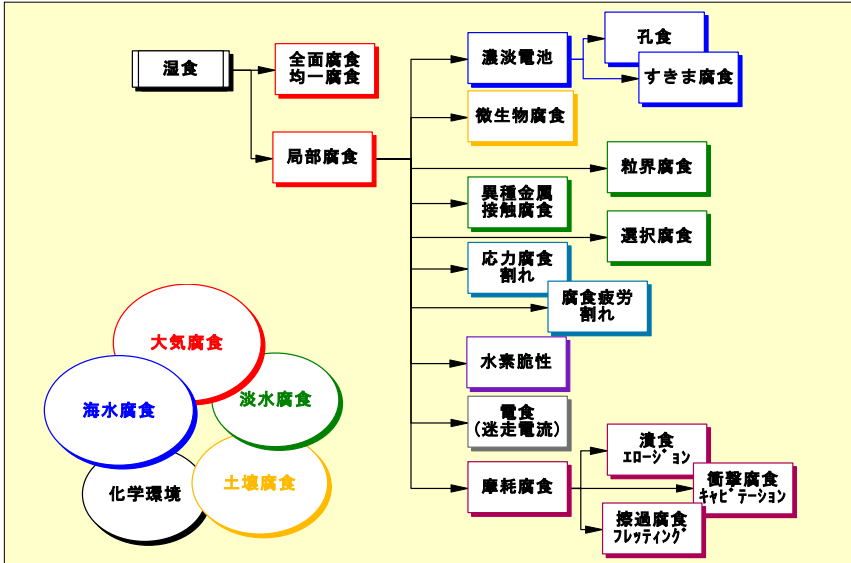 湿食
全面腐食
均一腐食
局部腐食
濃淡電池
孔食
すきま腐食
微生物腐食
粒界腐食
異種金属
接触腐食
選択腐食
応力腐食
割れ
腐食疲労
割れ
水素脆性
電食
(迷走電流)
摩耗腐食
潰食
ｴﾛｰｼﾞｮﾝ
衝撃腐食
ｷｬﾋﾞﾃｰｼｮﾝ
擦過腐食
ﾌﾚｯﾃｨﾝｸﾞ
大気腐食
海水腐食
淡水腐食
化学環境
土壌腐食